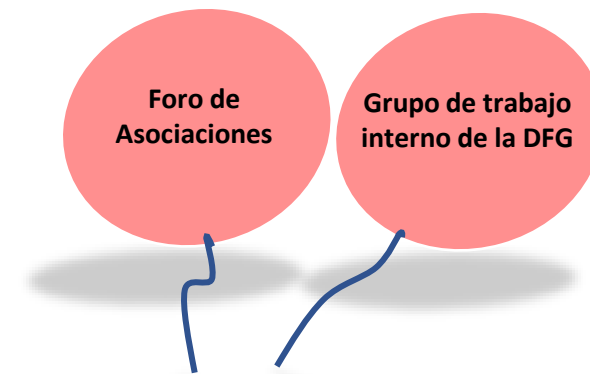 Foro de
Asociaciones
Grupo de trabajo
interno de la DFG